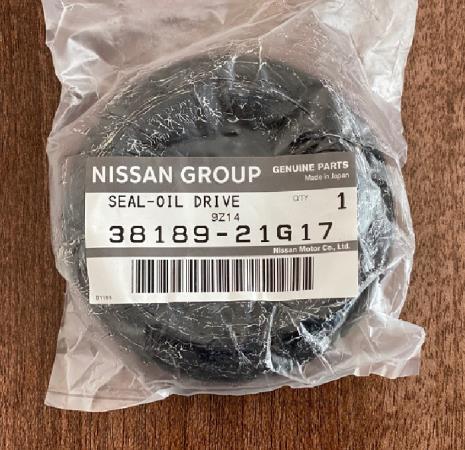 NISSAN GROUP GENUINE PARTS
Made in Japan
SEAL-OIL DRIVE QTY 1
9Z14
38189-21G17
Nissan Motor Co., Ltd.